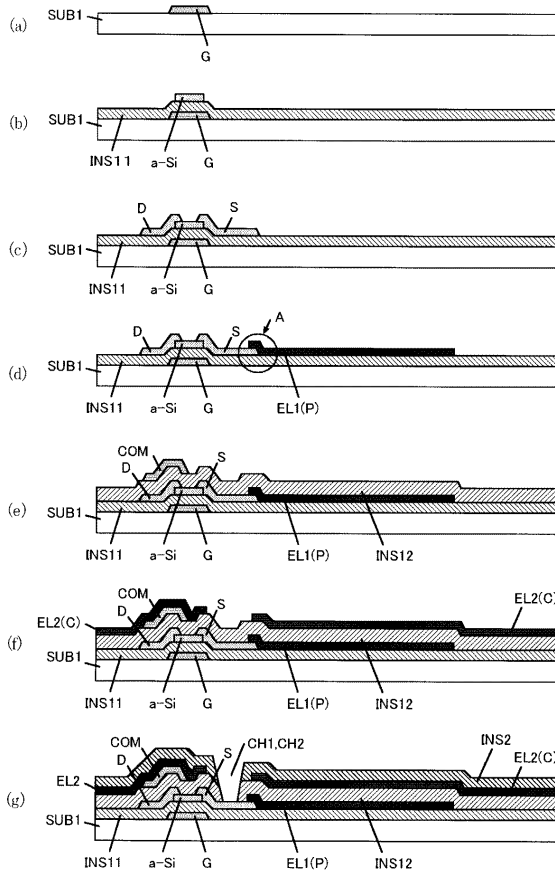 (a) SUB1
G
(b) SUB1
INS11 a-Si G
(c) D S
SUB1
INS11 a-Si G
(d) D S A
SUB1
INS11 a-Si G EL1(P)
(e) COM
D S
SUB1
INS11 a-Si G EL1(P) INS12
(f) COM
EL2(C) D S EL2(C)
SUB1
INS11 a-Si G EL1(P) INS12
(g) COM S CH1,CH2 INS2
D EL2(C)
EL2
SUB1
INS11 a-Si G EL1(P) INS12